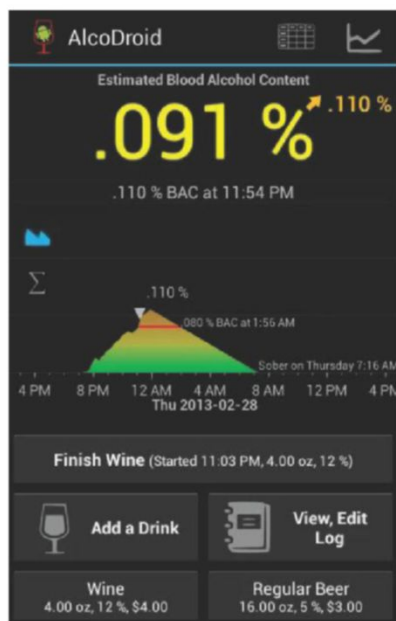 AlcoDroid
Estimated Blood Alcohol Content
.091 %
.110 %
.110 % BAC at 11:54 PM
Σ
.110 %
.080 % BAC at 1:56 AM
Sober on Thursday 7:16 AM
4 PM 8 PM 12 AM 4 AM 8 AM 12 PM 4 P
Thu 2013-02-28
Finish Wine (Started 11:03 PM, 4.00 oz, 12 %)
Add a Drink
View, Edit
Log
Wine
4.00 oz, 12 %, $4.00
Regular Beer
16.00 oz, 5 %, $3.00